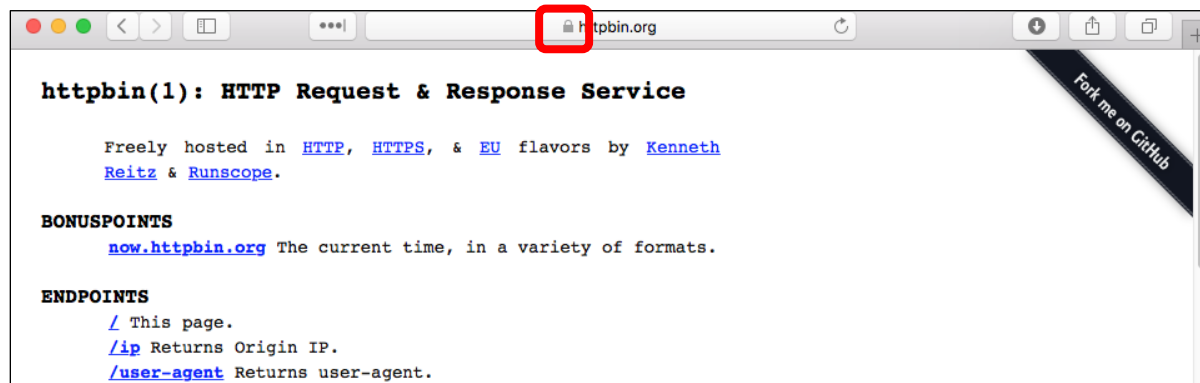 httpbin.org
Fork me on GitHub
httpbin(1): HTTP Request & Response Service
Freely hosted in HTTP, HTTPS, & EU flavors by Kenneth
Reitz & Runscope.
BONUSPOINTS
now.httpbin.org The current time, in a variety of formats.
ENDPOINTS
/ This page.
/ip Returns Origin IP.
/user-agent Returns user-agent.